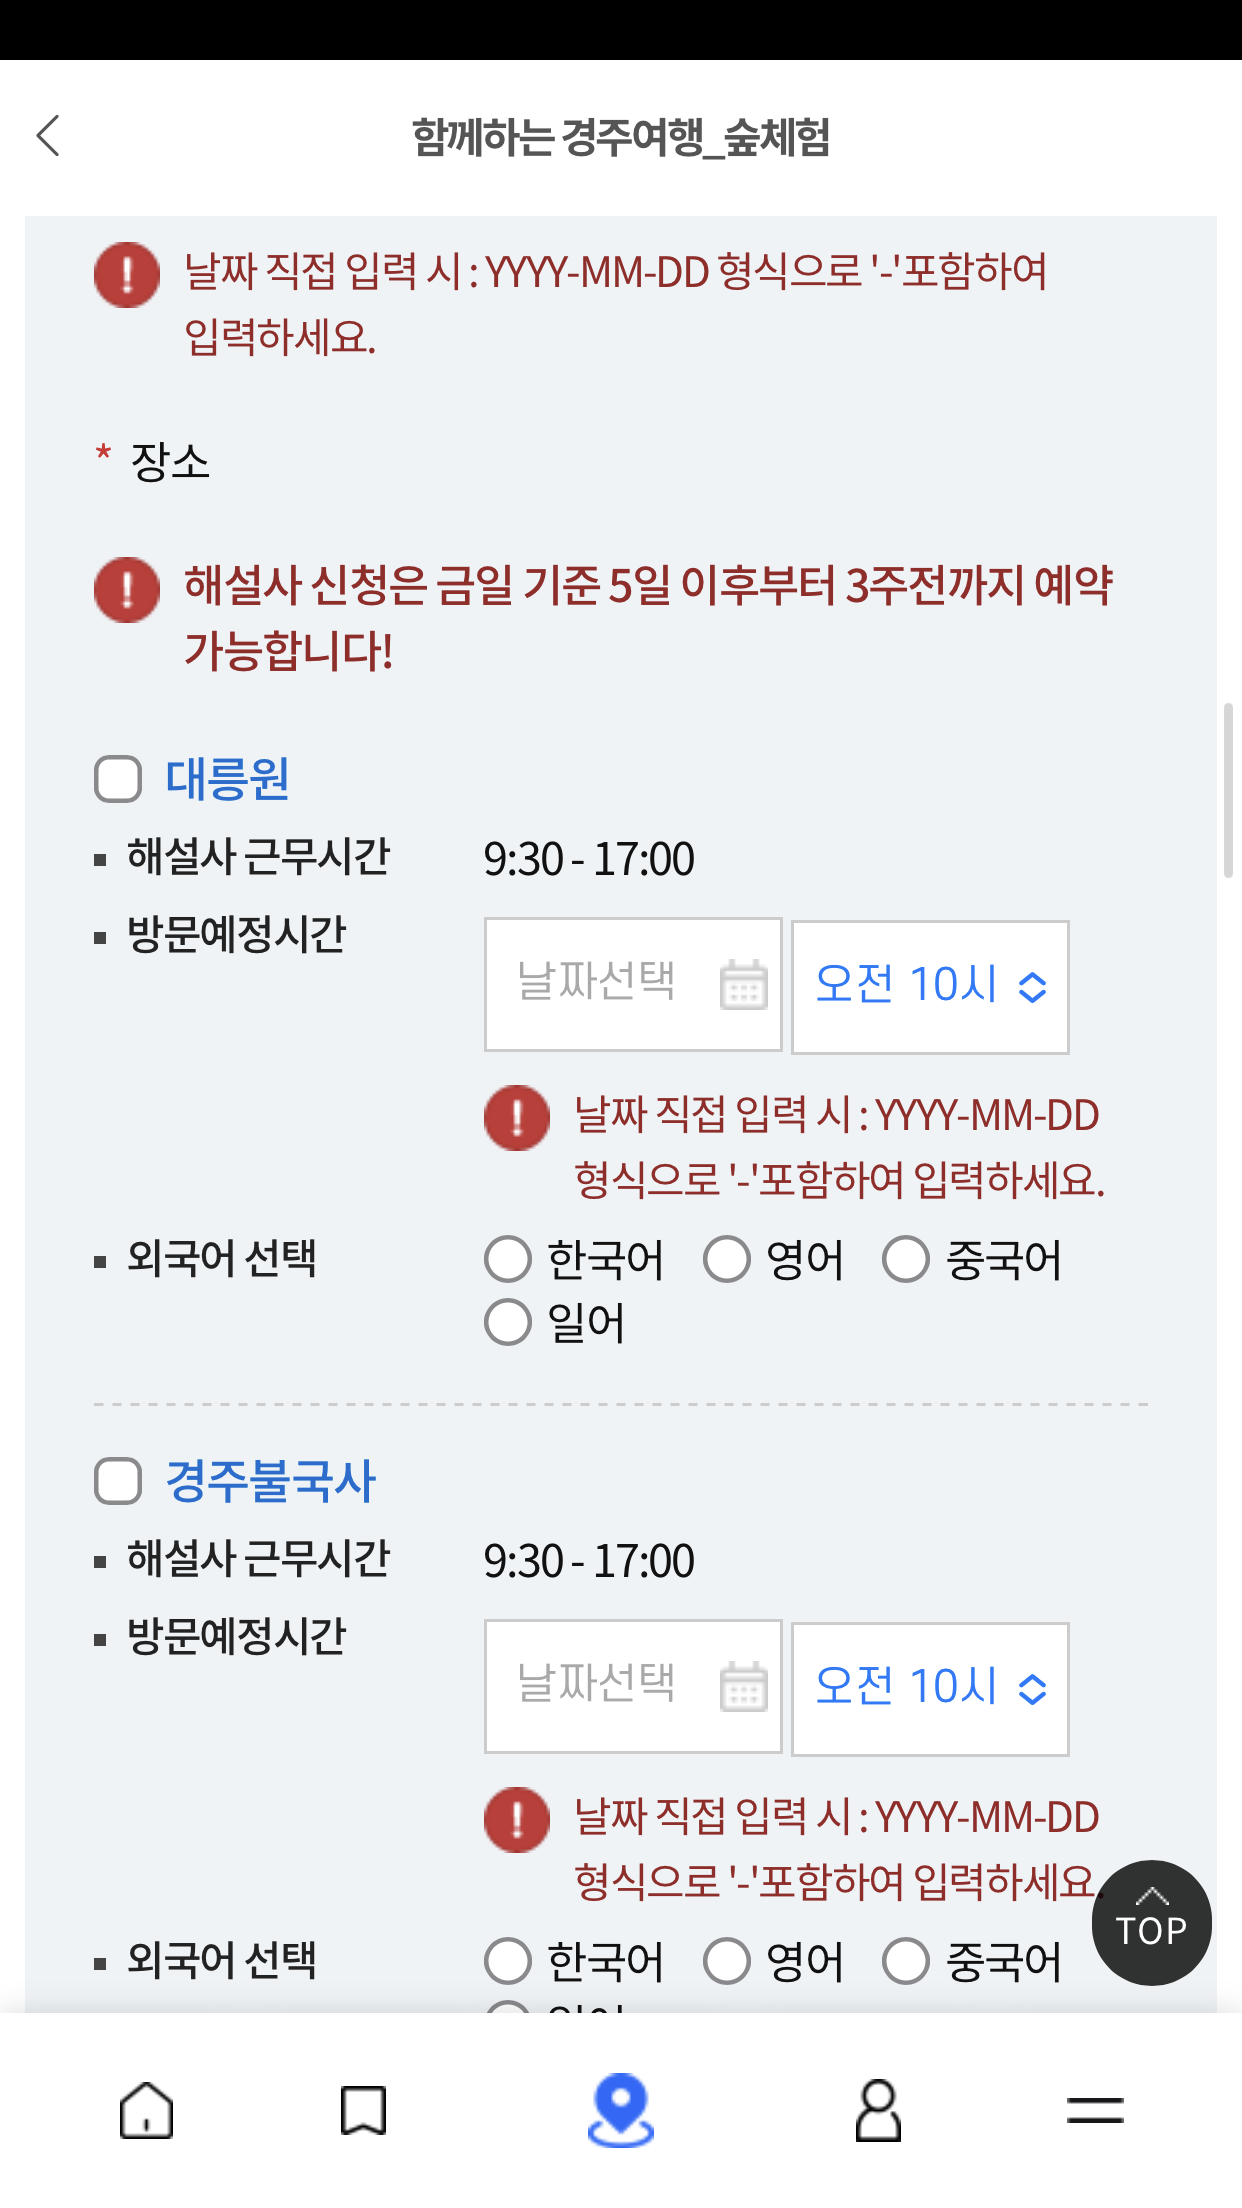 함께하는 경주여행_숲체험
날짜 직접 입력 시 : YYYY-MM-DD 형식으로 '-'포함하여
입력하세요.
* 장소
해설사 신청은 금일 기준 5일 이후부터 3주전까지 예약
가능합니다!
대릉원
해설사 근무시간 9:30 - 17:00
방문예정시간 날짜선택 오전 10시
날짜 직접 입력 시 : YYYY-MM-DD
형식으로 '-'포함하여 입력하세요.
외국어 선택 한국어 영어 중국어
일어
경주불국사
해설사 근무시간 9:30 - 17:00
방문예정시간 날짜선택 오전 10시
날짜 직접 입력 시 : YYYY-MM-DD
형식으로 '-'포함하여 입력하세요.
TOP
외국어 선택 한국어 영어 중국어